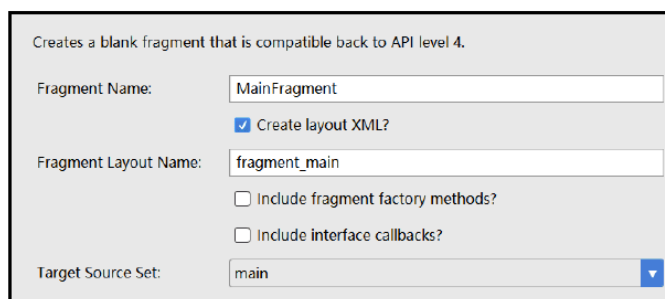 Creates a blank fragment that is compatible back to API level 4.
Fragment Name: MainFragment
Create layout XML?
Fragment Layout Name: fragment_main
Include fragment factory methods?
Include interface callbacks?
Target Source Set: main